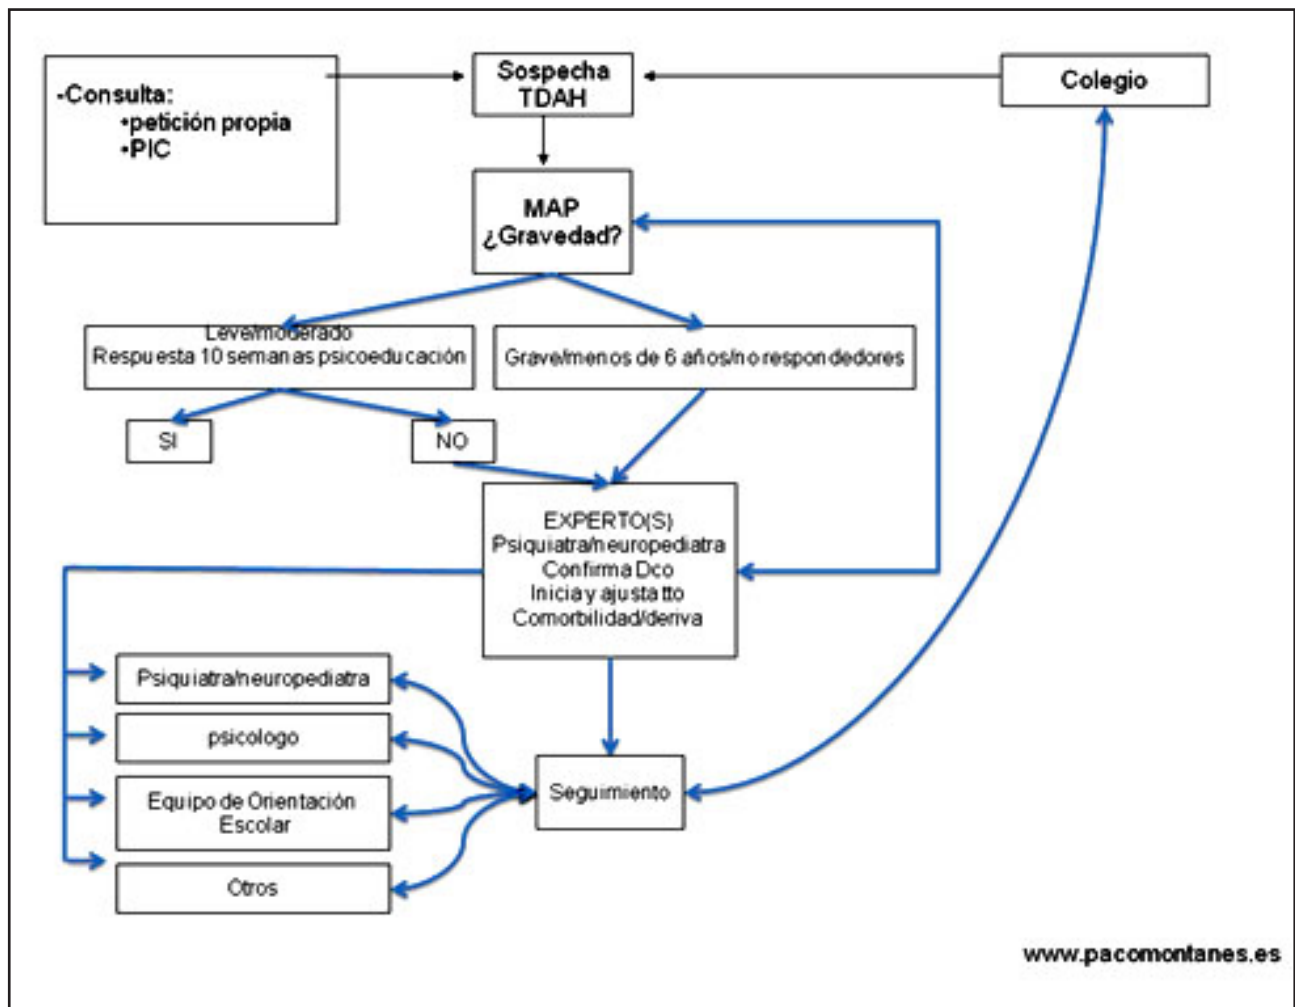 -Consulta:
•petición propia
•PIC
Sospecha
TDAH
Colegio
MAP
¿Gravedad?
Leve/moderado
Respuesta 10 semanas psicoeducación
Grave/menos de 6 años/no respondedores
SI
NO
EXPERTO(S)
Psiquiatra/neuropediatra
Confirma Dco
Inicia y ajusta tto
Comorbilidad/deriva
Psiquiatra/neuropediatra
psicologo
Equipo de Orientación
Escolar
Otros
Seguimiento
www.pacomontanes.es